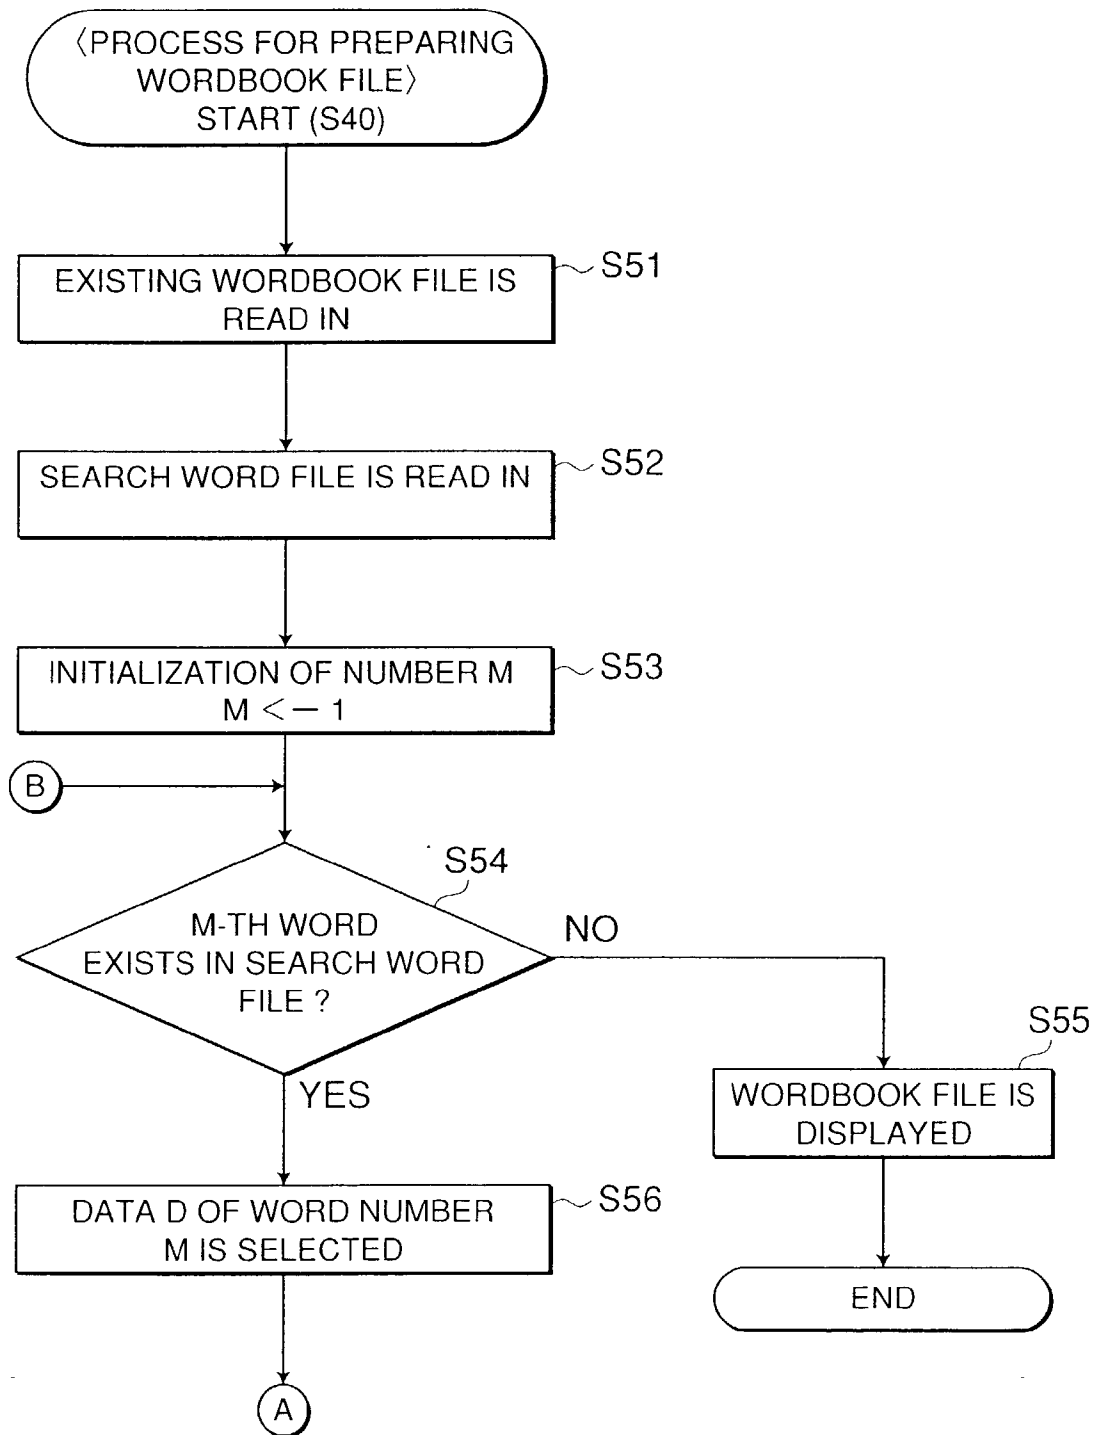 〈PROCESS FOR PREPARING
WORDBOOK FILE〉
START (S40)
EXISTING WORDBOOK FILE IS
READ IN
S51
SEARCH WORD FILE IS READ IN
S52
INITIALIZATION OF NUMBER M
M <− 1
S53
B
S54
M-TH WORD
EXISTS IN SEARCH WORD
FILE ?
NO
YES
S55
WORDBOOK FILE IS
DISPLAYED
DATA D OF WORD NUMBER
M IS SELECTED
S56
END
A